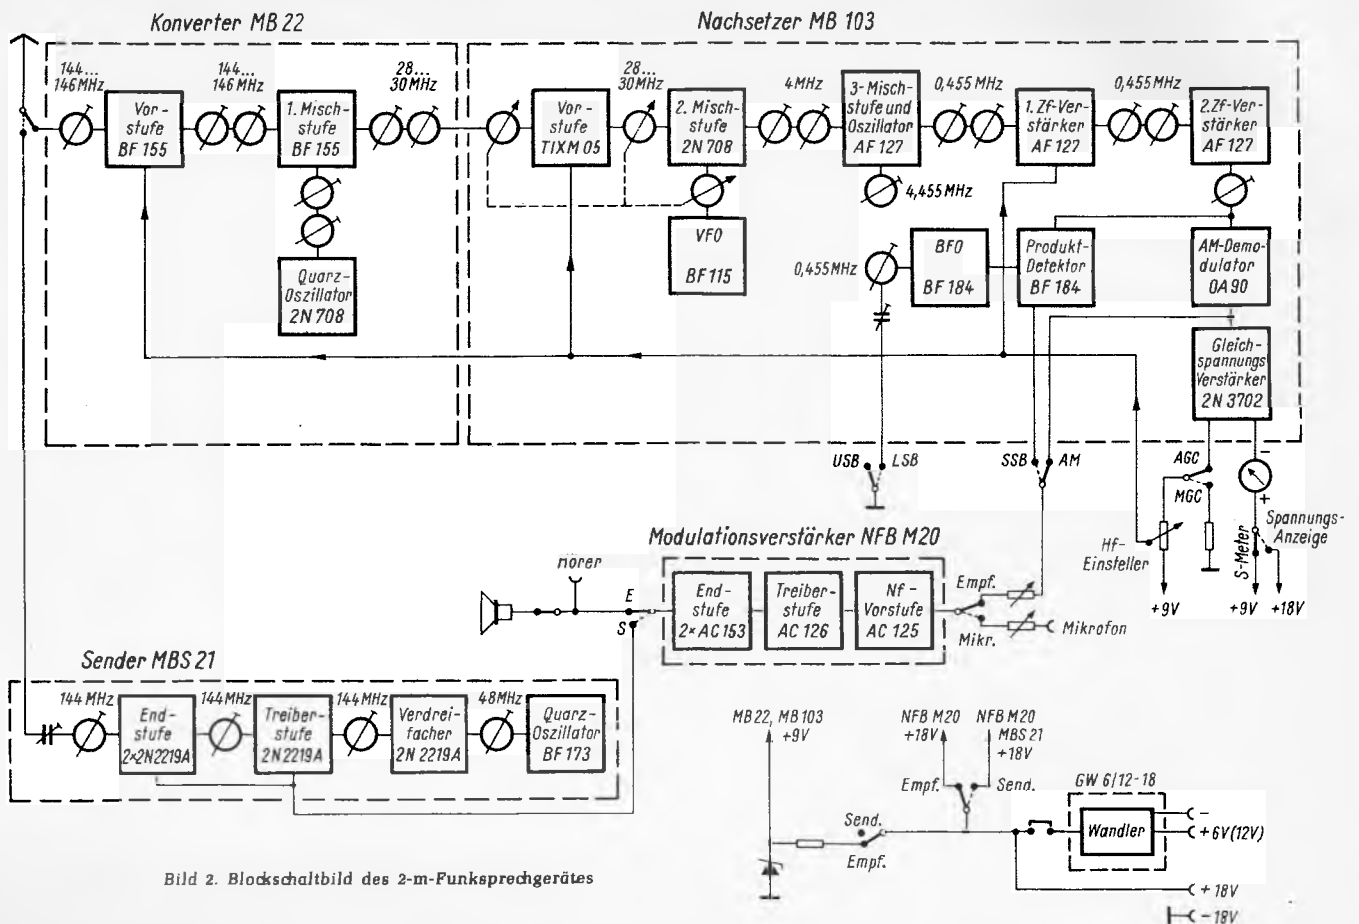 Konverter MB 22
Nachsetzer MB 103
144...
146 MHz
Vor-
stufe
BF 155
144...
146 MHz
1. Misch-
stufe
BF 155
28...
30 MHz
28...
30 MHz
Vor-
stufe
TIXM 05
2. Misch-
stufe
2N 708
4 MHz
3- Misch-
stufe und
Oszillator
AF 127
0,455 MHz
1. Zf-Ver-
stärker
AF 127
0,455 MHz
2. Zf-Ver-
stärker
AF 127
4,455 MHz
Quarz-
Oszillator
2N 708
VFO
BF 115
0,455 MHz
BFO
BF 184
Produkt-
Detektor
BF 184
AM-Demo-
dulator
OA 90
Gleich-
spannungs
Verstärker
2N 3702
USB
LSB
SSB
AM
AGC
MGC
-
+
Hf-
Einsteller
S-Meter
Spannungs-
Anzeige
+9V
+9V
+18V
Modulationsverstärker NFB M20
Hörer
E
S
End-
stufe
2×AC 153
Treiber-
stufe
AC 126
Nf-
Vorstufe
AC 125
Empf.
Mikr.
Mikrofon
Sender MBS 21
144 MHz
End-
stufe
2×2N2219A
144 MHz
Treiber-
stufe
2N2219A
144 MHz
Verdrei-
facher
2N 2219A
48 MHz
Quarz-
Oszillator
BF 173
MB 22, MB 103
+9V
NFB M20
+18V
NFB M20
MBS 21
+18V
Empf.
Send.
GW 6/12-18
Wandler
-
+ 6V(12V)
Send.
Empf.
+ 18V
- 18V
Bild 2. Blockschaltbild des 2-m-Funksprechgerätes